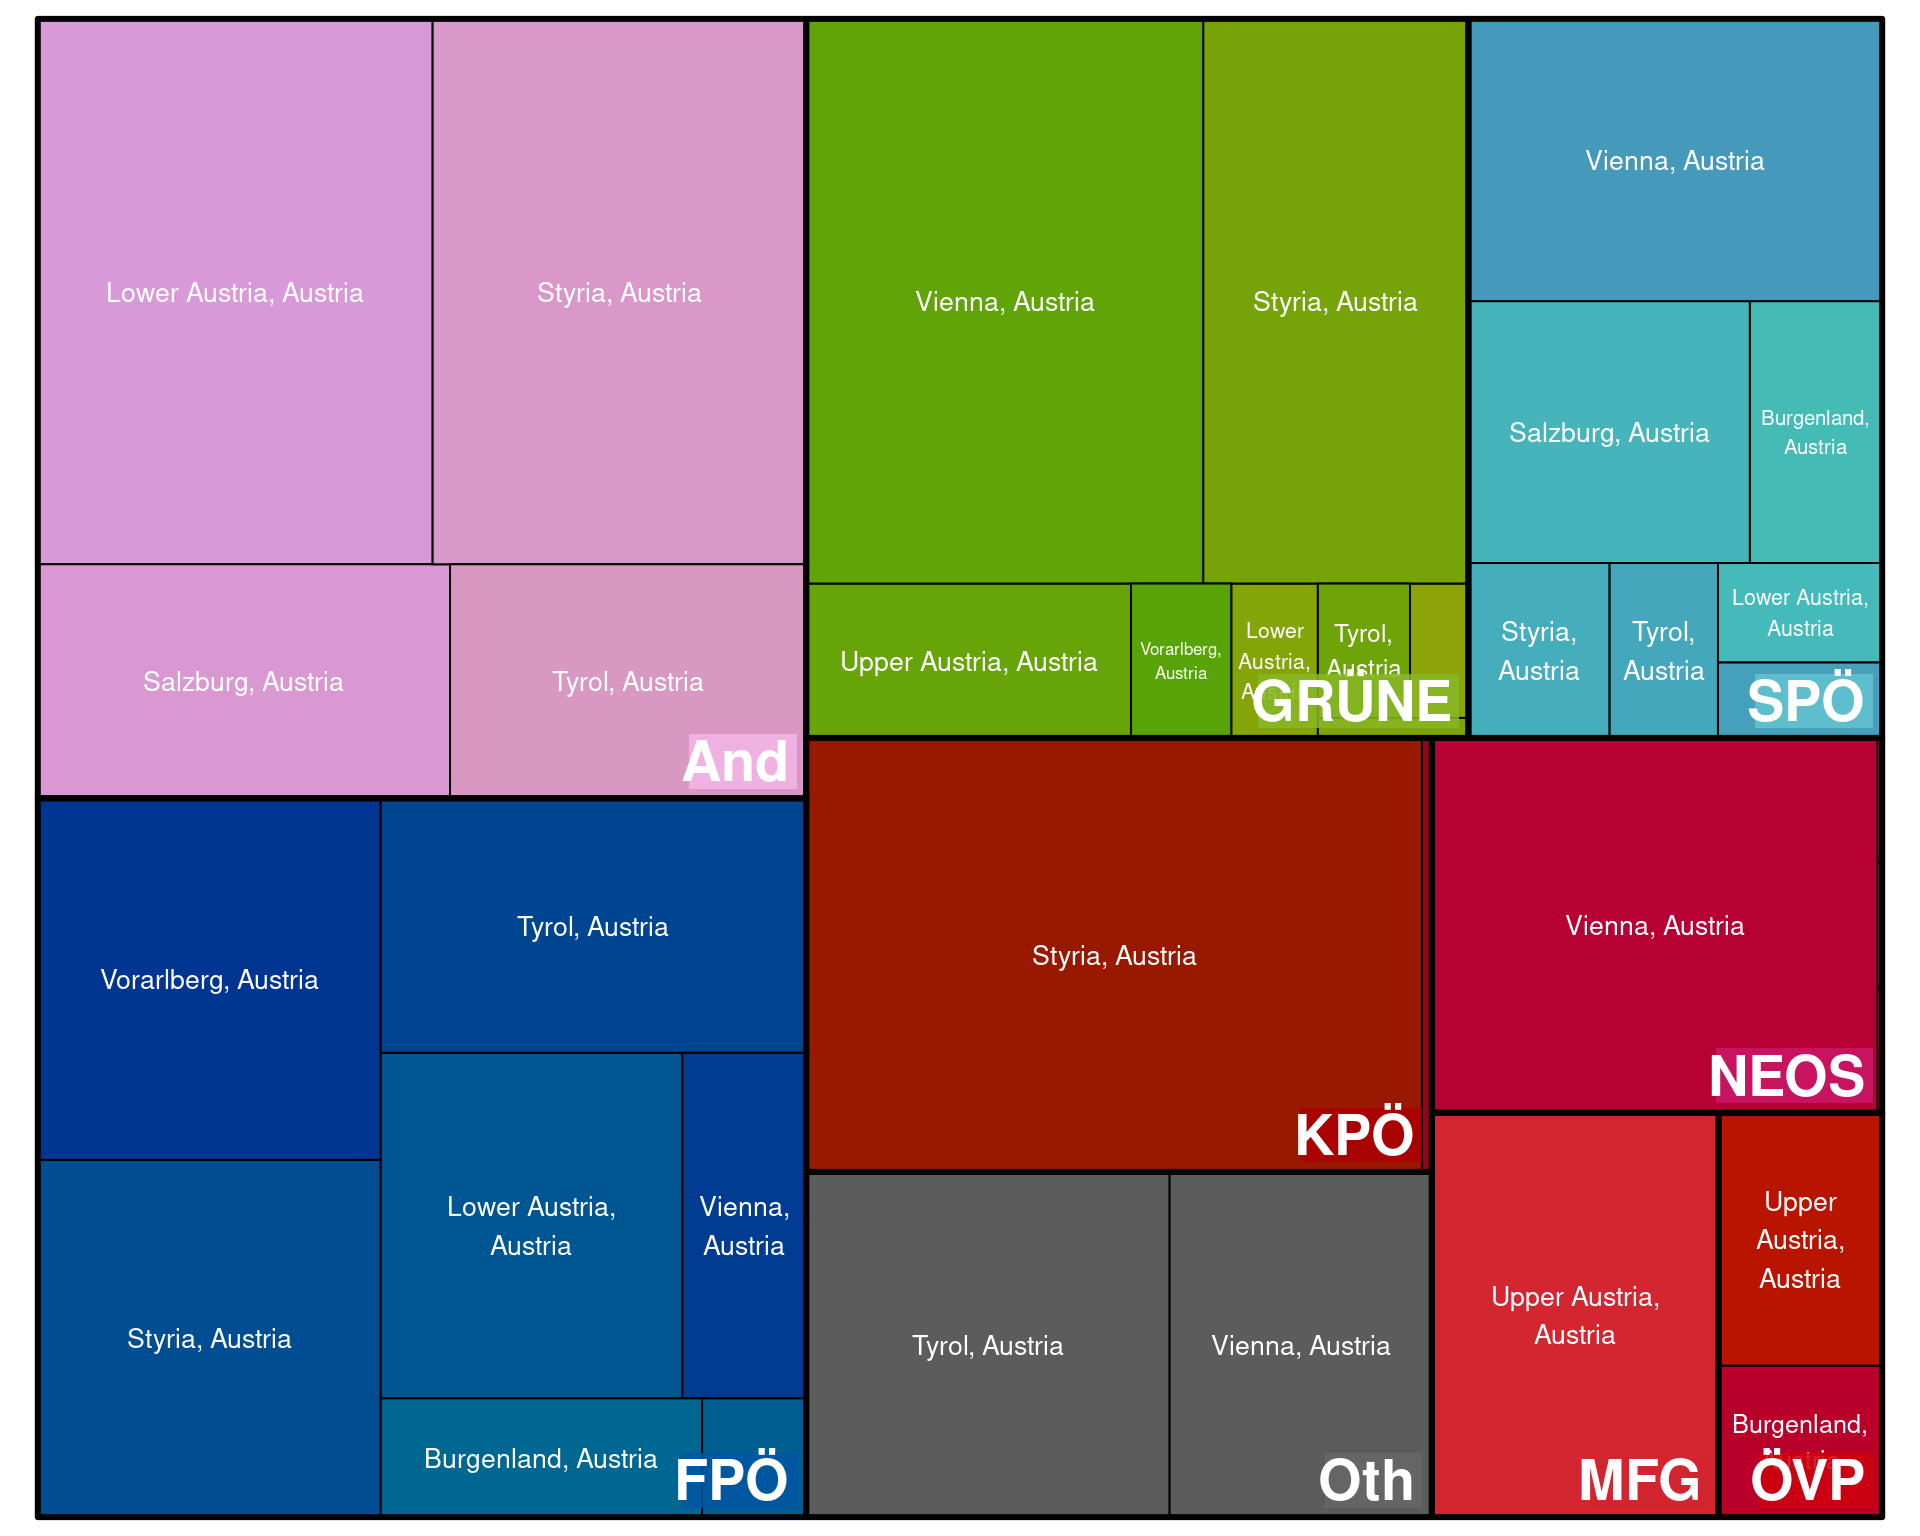 Lower Austria, Austria
Styria, Austria
Salzburg, Austria
Tyrol, Austria
And
Vienna, Austria
Styria, Austria
Upper Austria, Austria
Vorarlberg,
Austria
Lower
Austria,
Tyrol,
Austria
GRÜNE
Vienna, Austria
Salzburg, Austria
Burgenland,
Austria
Styria,
Austria
Tyrol,
Austria
Lower Austria,
Austria
SPÖ
Vorarlberg, Austria
Tyrol, Austria
Styria, Austria
Lower Austria,
Austria
Vienna,
Austria
Burgenland, Austria
FPÖ
Styria, Austria
KPÖ
Vienna, Austria
NEOS
Tyrol, Austria
Vienna, Austria
Oth
Upper Austria,
Austria
MFG
Upper
Austria,
Austria
Burgenland,
ÖVP